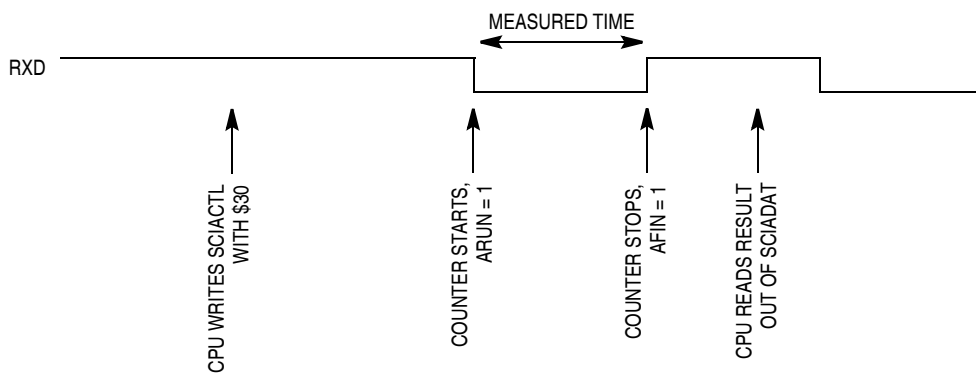 MEASURED TIME
RXD
CPU WRITES SCIACTL
WITH $30
COUNTER STARTS,
ARUN = 1
COUNTER STOPS,
AFIN = 1
CPU READS RESULT
OUT OF SCIADAT